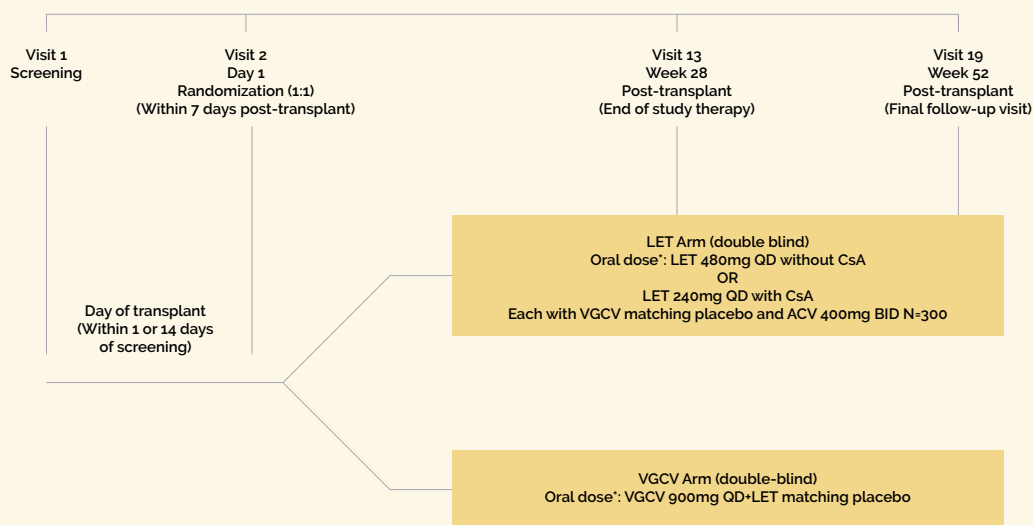 Visit 1
Screening
Visit 2
Day 1
Randomization (1:1)
(Within 7 days post-transplant)
Visit 13
Week 28
Post-transplant
(End of study therapy)
Visit 19
Week 52
Post-transplant
(Final follow-up visit)
Day of transplant
(Within 1 or 14 days
of screening)
LET Arm (double blind)
Oral dose*: LET 480mg QD without CsA
OR
LET 240mg QD with CsA
Each with VGCV matching placebo and ACV 400mg BID N=300
VGCV Arm (double-blind)
Oral dose*: VGCV 900mg QD+LET matching placebo